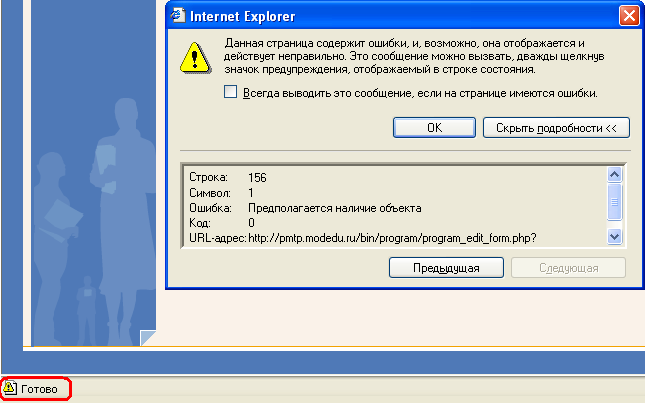 Internet Explorer
Данная страница содержит ошибки, и, возможно, она отображается и
действует неправильно. Это сообщение можно вызвать, дважды щелкнув
значок предупреждения, отображаемый в строке состояния.
Всегда выводить это сообщение, если на странице имеются ошибки.
OK
Скрыть подробности <<
Строка: 156
Символ: 1
Ошибка: Предполагается наличие объекта
Код: 0
URL-адрес: http://pmtp.modedu.ru/bin/program/program_edit_form.php?
Предыдущая
Следующая
Готово